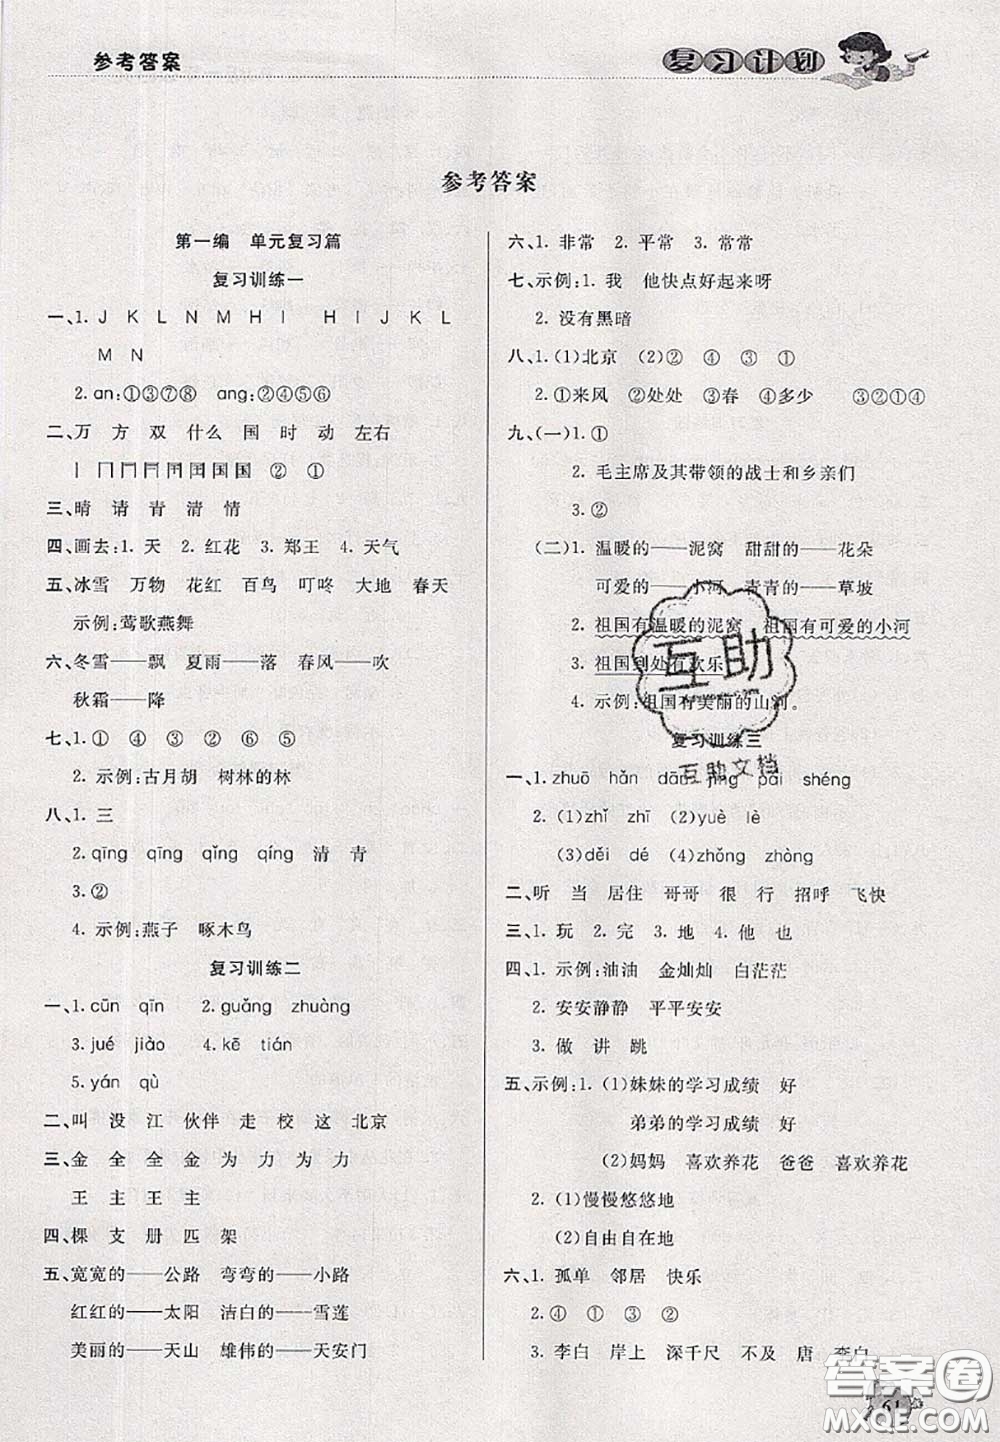 参考答案
复习计划
参考答案
第一编　单元复习篇
复习训练一
一、1. J K L N M H I　H I J K L
M N
2. an:①③⑦⑧　ang:②④⑤⑥
二、万　方　双　什么　国　时　动　左右
②　①
三、晴　请　青　清　情
四、画去:1. 天　2. 红花　3. 郑王　4. 天气
五、冰雪　万物　花红　百鸟　叮咚　大地　春天
示例:莺歌燕舞
六、冬雪——飘　夏雨——落　春风——吹
秋霜——降
七、1. ①　④　③　②　⑥　⑤
2. 示例:古月胡　树林的林
八、1. 三
2. qīng　qīng　qǐng　qíng　清　青
3. ②
4. 示例:燕子　啄木鸟
复习训练二
一、1. cūn　qīn　2. guǎng　zhuàng
3. jué　jiào　4. kē　tián
5. yán　qù
二、叫　没　江　伙伴　走　校　这　北京
三、金　全　全　金　为　力　为　力
王　主　王　主
四、棵　支　册　匹　架
五、宽宽的——公路　弯弯的——小路
红红的——太阳　洁白的——雪莲
美丽的——天山　雄伟的——天安门
六、1. 非常　2. 平常　3. 常常
七、示例:1. 我　他快点好起来呀
2. 没有黑暗
八、1. (1)北京　(2)②　④　③　①
2. ①来风　②处处　③春　④多少　③②①④
九、(一)1. ①
2. 毛主席及其带领的战士和乡亲们
3. ②
(二)1. 温暖的——泥窝　甜甜的——花朵
可爱的——小河　青青的——草坡
2. 祖国有温暖的泥窝　祖国有可爱的小河
3. 祖国到处有欢乐
4. 示例:祖国有美丽的山河。
复习训练三
一、1. zhuō　hǎn　jīng　pái　shéng
2. (1)zhǐ　zhī　(2)yuè　lè
(3)děi　dé　(4)zhǒng　zhòng
二、听　当　居住　哥哥　很　行　招呼　飞快
三、1. 玩　2. 完　3. 地　4. 他　也
四、1. 示例:油油　金灿灿　白茫茫
2. 安安静静　平平安安
3. 做　讲　跳
五、示例:1. (1)妹妹的学习成绩　好
弟弟的学习成绩　好
(2)妈妈　喜欢养花　爸爸　喜欢养花
2. (1)慢慢悠悠地
(2)自由自在地
六、1. 孤单　邻居　快乐
2. ④　①　③　②
3. 李白　岸上　深千尺　不及　唐　李白
互助
互助文档
答案圈
MXQE.COM
61